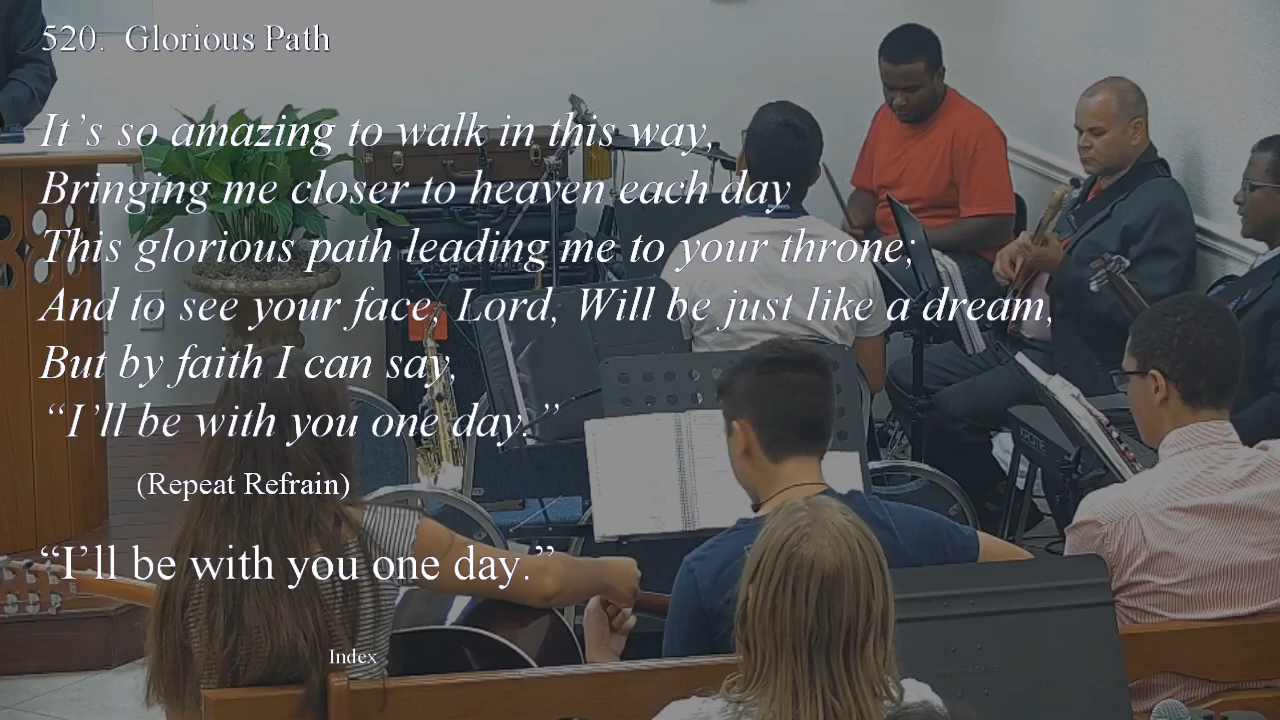 520.  Glorious Path
It's so amazing to walk in this way,
Bringing me closer to heaven each day
This glorious path leading me to your throne;
And to see your face, Lord, Will be just like a dream,
But by faith I can say,
“I'll be with you one day.”
(Repeat Refrain)
“I'll be with you one day.”
Index